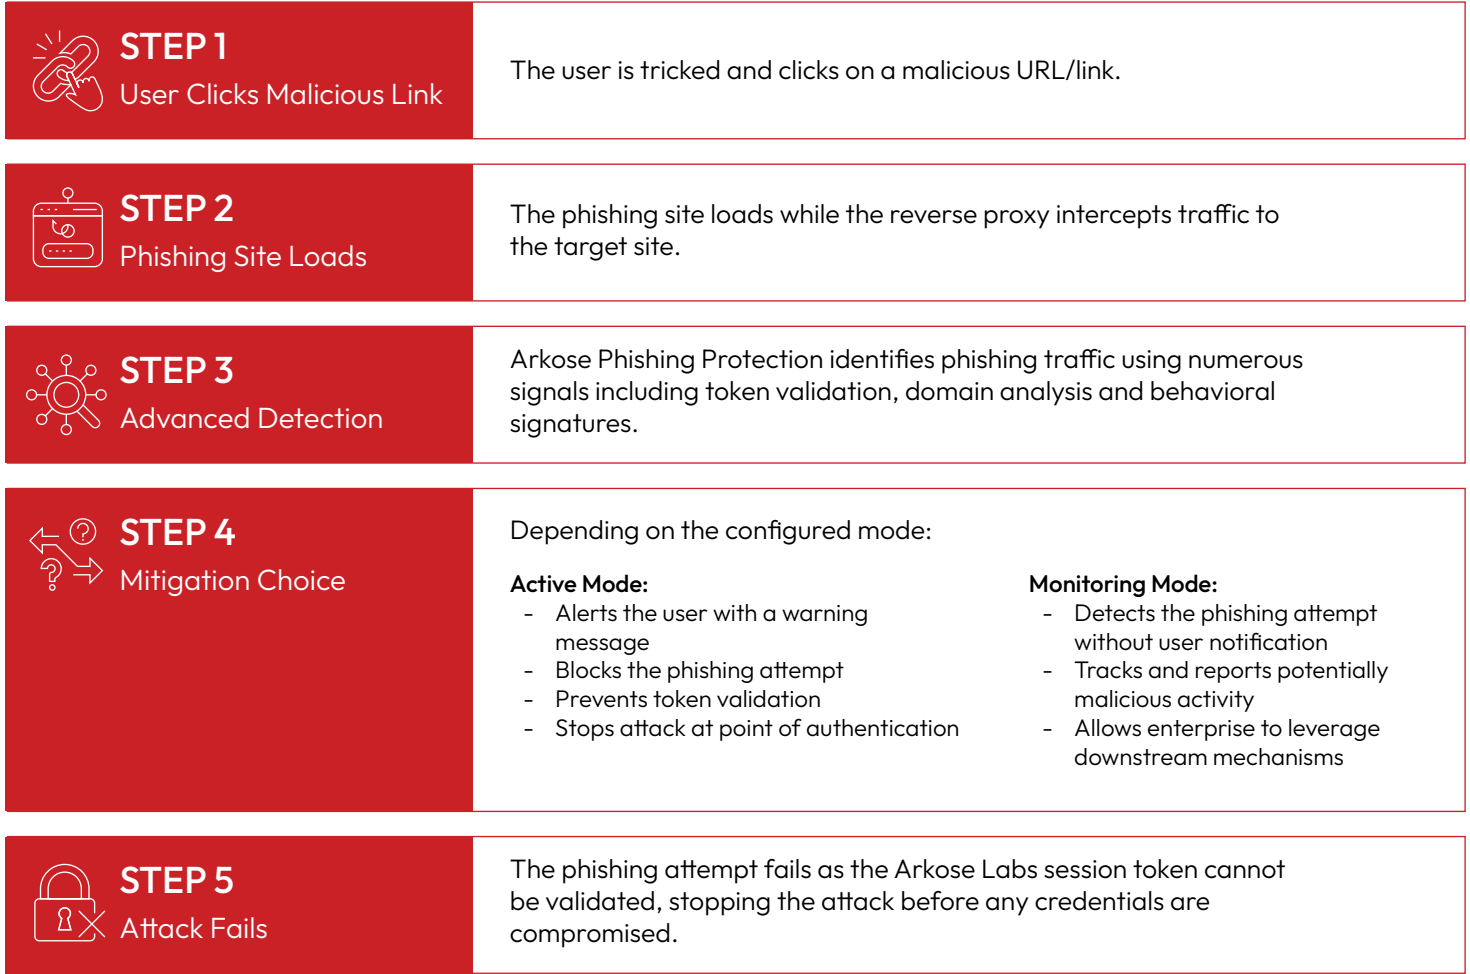 STEP 1
User Clicks Malicious Link
The user is tricked and clicks on a malicious URL/link.
STEP 2
Phishing Site Loads
The phishing site loads while the reverse proxy intercepts traffic to
the target site.
STEP 3
Advanced Detection
Arkose Phishing Protection identifies phishing traffic using numerous
signals including token validation, domain analysis and behavioral
signatures.
STEP 4
Mitigation Choice
Depending on the configured mode:
Active Mode:
- Alerts the user with a warning
message
- Blocks the phishing attempt
- Prevents token validation
- Stops attack at point of authentication
Monitoring Mode:
- Detects the phishing attempt
without user notification
- Tracks and reports potentially
malicious activity
- Allows enterprise to leverage
downstream mechanisms
STEP 5
Attack Fails
The phishing attempt fails as the Arkose Labs session token cannot
be validated, stopping the attack before any credentials are
compromised.